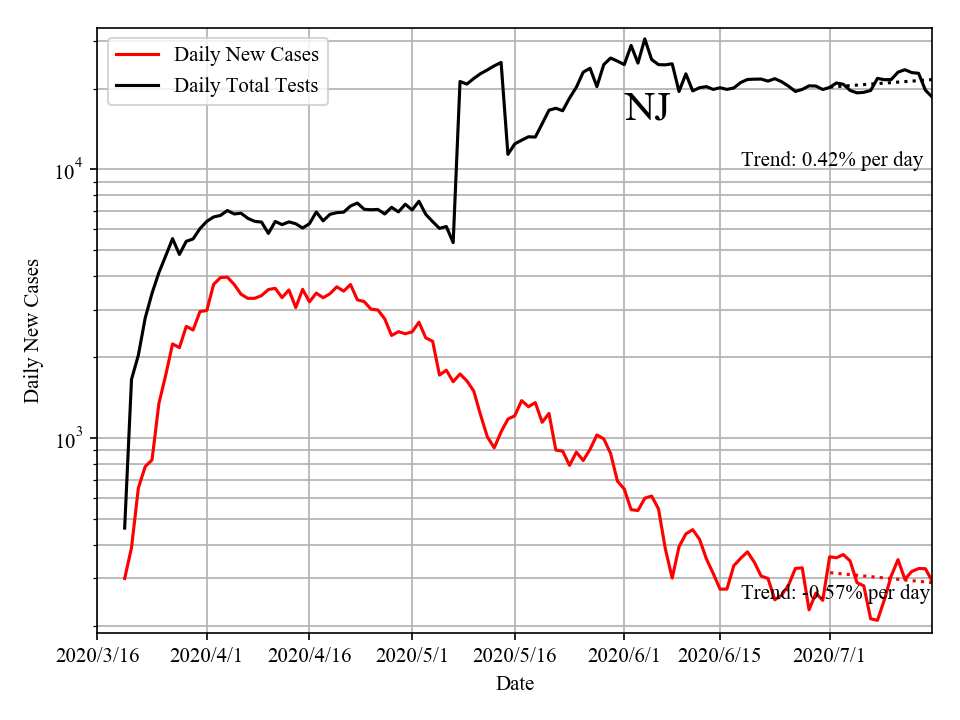 Daily New Cases
Daily Total Tests
NJ
Trend: 0.42% per day
10^4
Daily New Cases
10^3
Trend: -0.57% per day
2020/3/16 2020/4/1 2020/4/16 2020/5/1 2020/5/16 2020/6/1 2020/6/15 2020/7/1
Date